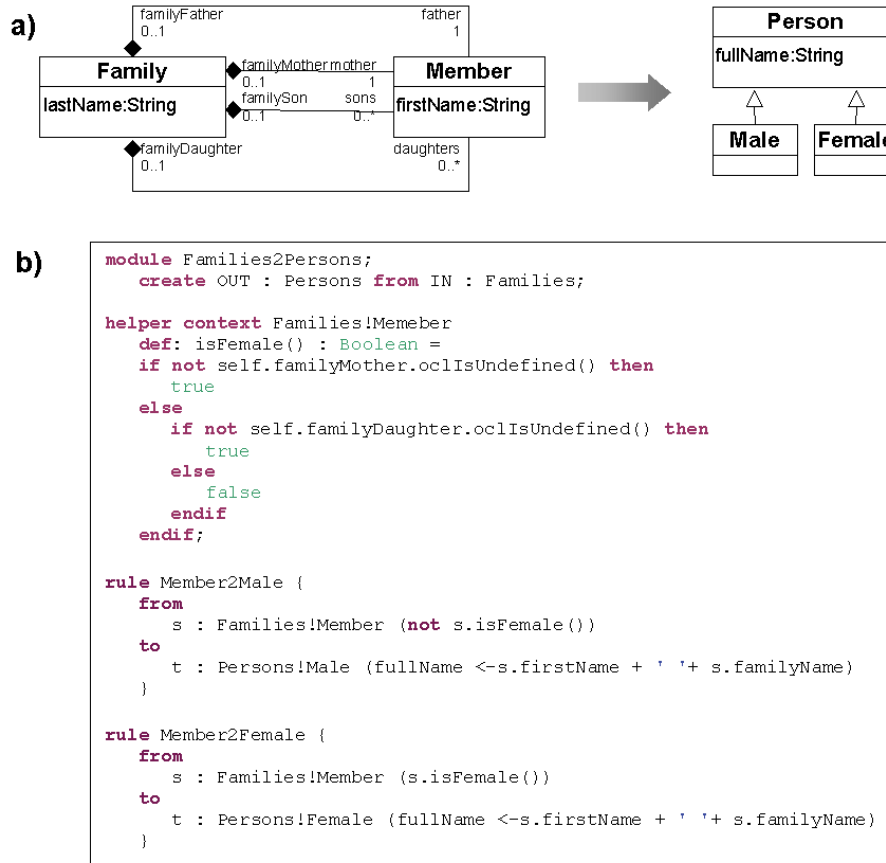 a)
familyFather father
0..1 1
Family
lastName:String
familyMother mother
0..1 1
familySon sons
0..1 0..*
Member
firstName:String
familyDaughter daughters
0..1 0..*
Person
fullName:String
Male
Female
b)
module Families2Persons;
create OUT : Persons from IN : Families;
helper context Families!Memeber
def: isFemale() : Boolean =
if not self.familyMother.oclIsUndefined() then
true
else
if not self.familyDaughter.oclIsUndefined() then
true
else
false
endif
endif;
rule Member2Male {
from
s : Families!Member (not s.isFemale())
to
t : Persons!Male (fullName <-s.firstName + ' '+ s.familyName)
}
rule Member2Female {
from
s : Families!Member (s.isFemale())
to
t : Persons!Female (fullName <-s.firstName + ' '+ s.familyName)
}